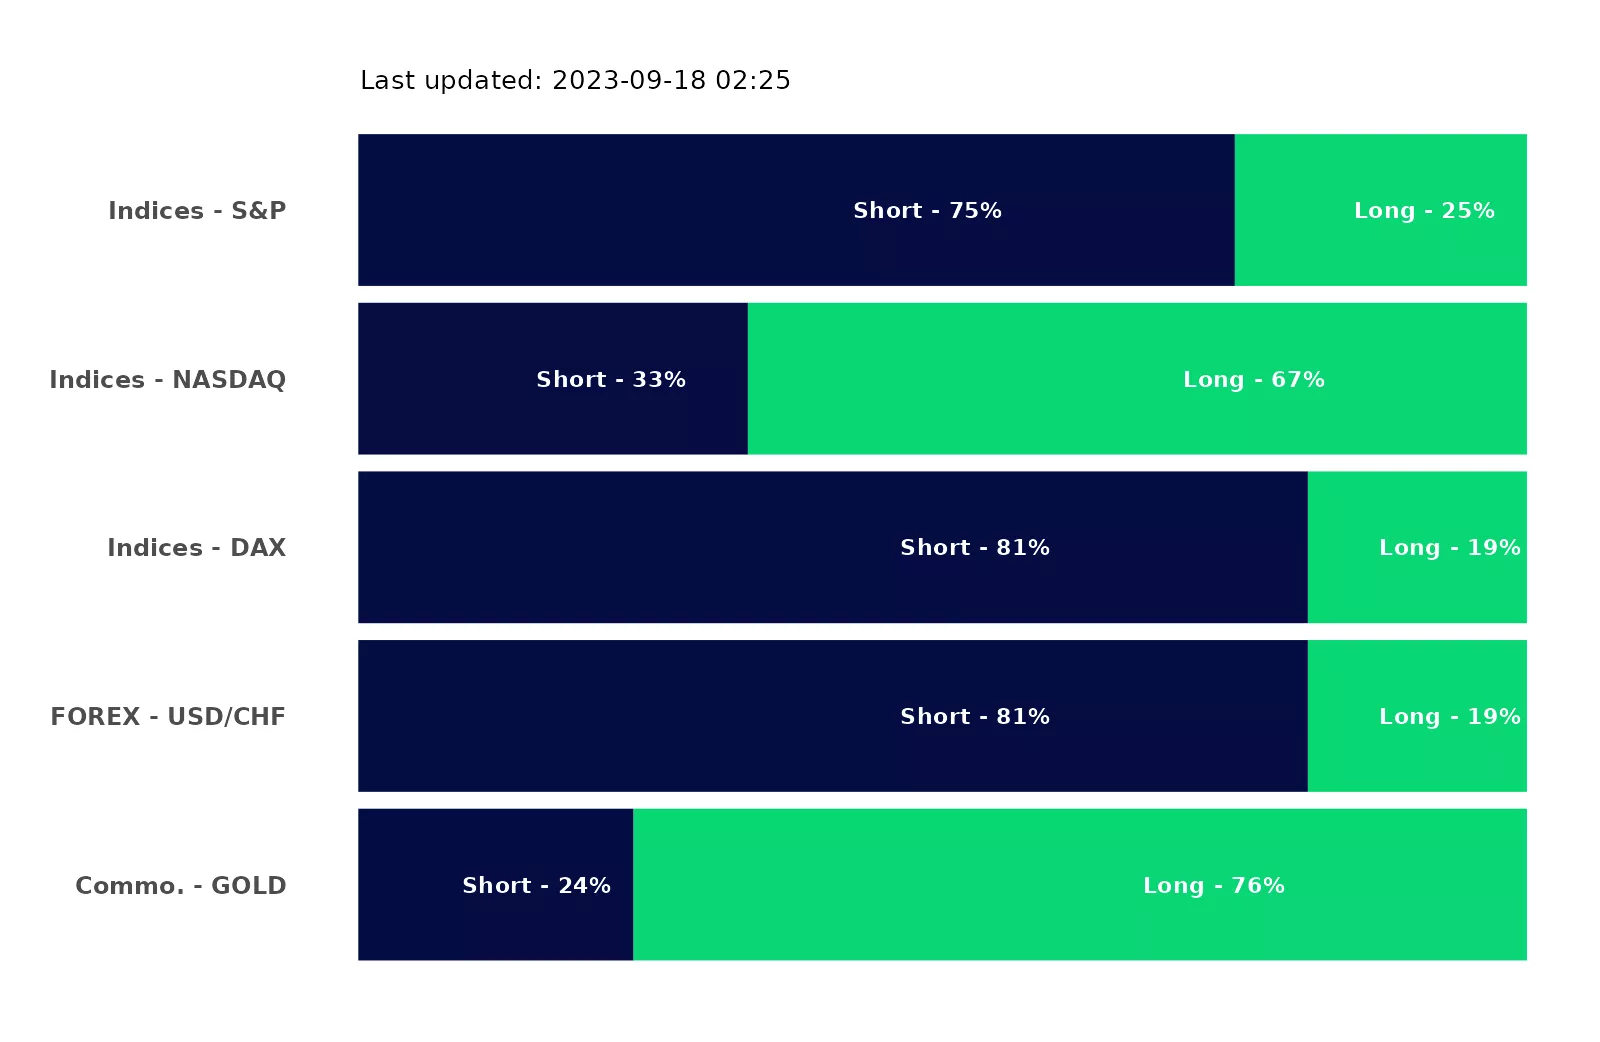 Last updated: 2023-09-18 02:25
Indices - S&P Short - 75% Long - 25%
Indices - NASDAQ Short - 33% Long - 67%
Indices - DAX Short - 81% Long - 19%
FOREX - USD/CHF Short - 81% Long - 19%
Commo. - GOLD Short - 24% Long - 76%